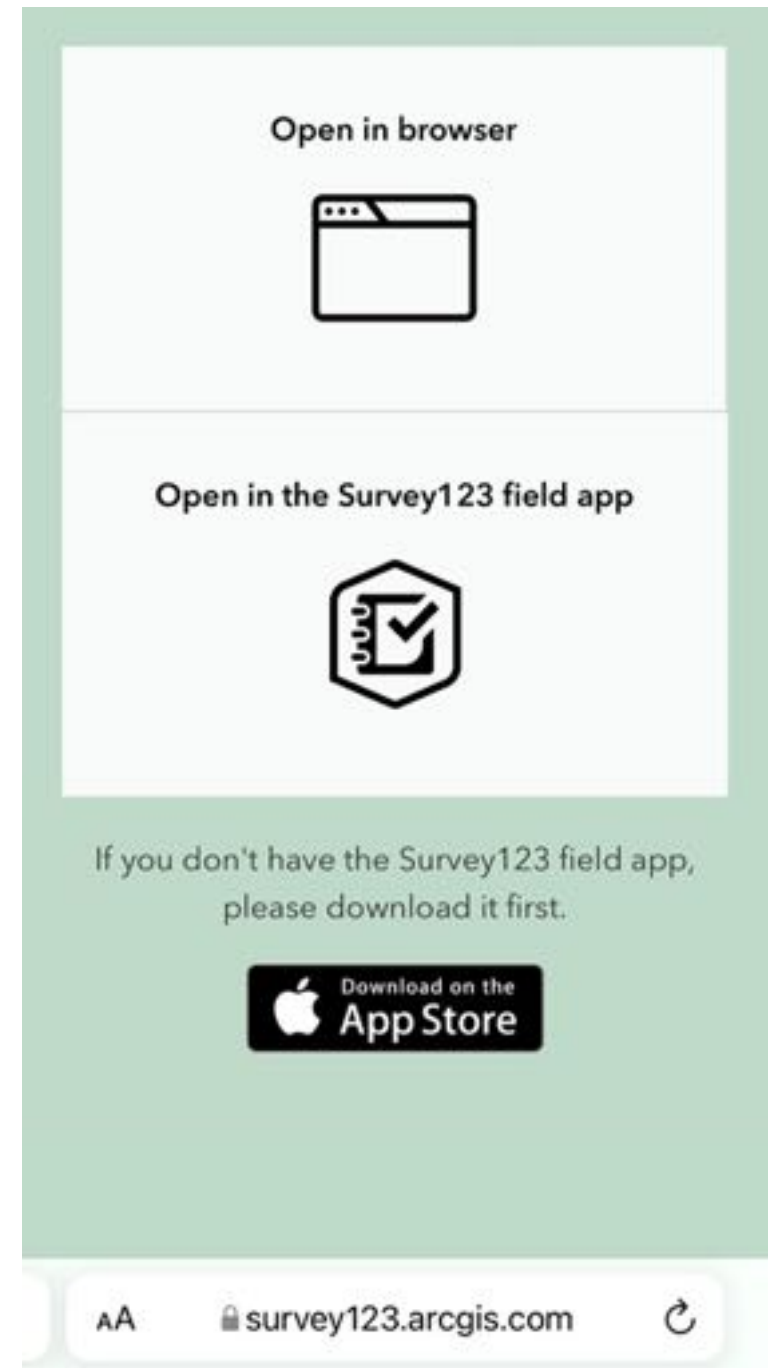 Open in browser
Open in the Survey123 field app
If you don't have the Survey123 field app,
please download it first.
Download on the
App Store
AA survey123.arcgis.com